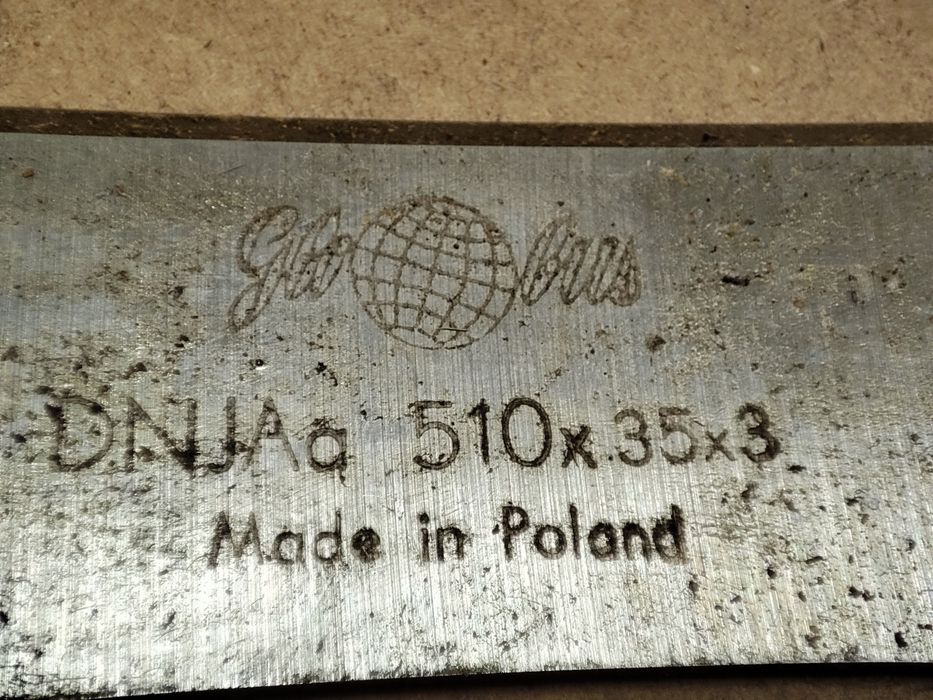 Globus
DNJAa 510x35x3
Made in Poland